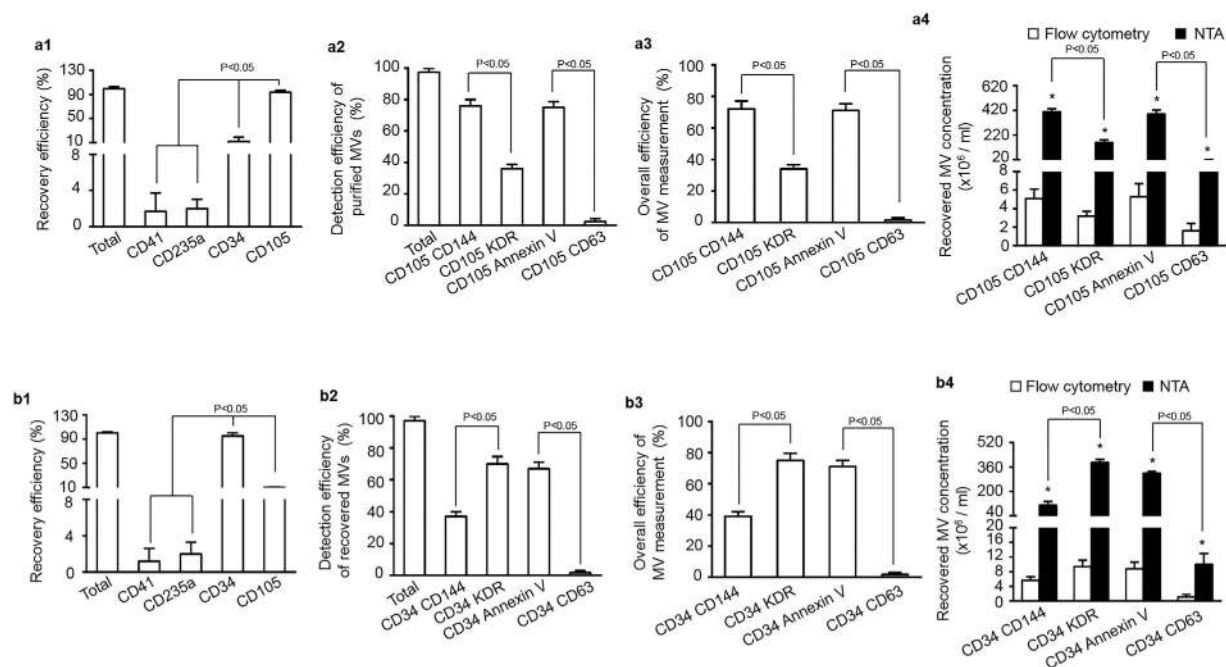 a1
Recovery efficiency (%)
130
90
50
10
8
4
0
P<0.05
Total
CD41
CD235a
CD34
CD105
a2
Detection efficiency of
purified MVs (%)
100
80
60
40
20
0
P<0.05
P<0.05
Total
CD105 CD144
CD105 KDR
CD105 Annexin V
CD105 CD63
a3
Overall efficiency
of MV measurement (%)
100
80
60
40
20
0
P<0.05
P<0.05
CD105 CD144
CD105 KDR
CD105 Annexin V
CD105 CD63
a4
Flow cytometry NTA
Recovered MV concentration
(x10⁶ / ml)
620
420
220
20
8
6
4
2
0
P<0.05
P<0.05
* * * *
CD105 CD144
CD105 KDR
CD105 Annexin V
CD105 CD63
b1
Recovery efficiency (%)
130
90
50
10
8
4
0
P<0.05
Total
CD41
CD235a
CD34
CD105
b2
Detection efficiency
of recovered MVs (%)
100
80
60
40
20
0
P<0.05
P<0.05
Total
CD34 CD144
CD34 KDR
CD34 Annexin V
CD34 CD63
b3
Overall efficiency of
MV measurement (%)
100
80
60
40
20
0
P<0.05
P<0.05
CD34 CD144
CD34 KDR
CD34 Annexin V
CD34 CD63
b4
Flow cytometry NTA
Recovered MV concentration
(x10⁶ / ml)
520
360
200
40
16
12
8
4
0
P<0.05
P<0.05
* * * *
CD34 CD144
CD34 KDR
CD34 Annexin V
CD34 CD63